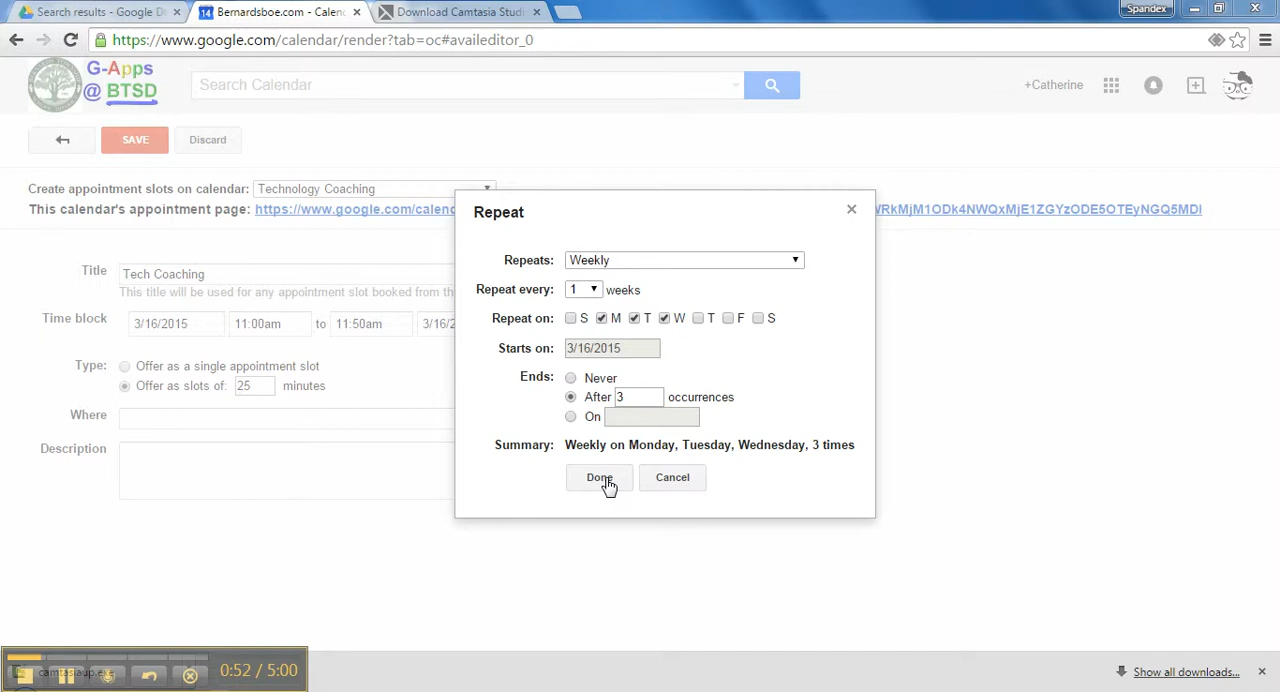 Search results - Google D
14 Bernardsboe.com - Calen
Download Camtasia Studi
Spandex
https://www.google.com/calendar/render?tab=oc#availeditor_0
G-Apps
@ BTSD
Search Calendar
+Catherine
SAVE
Discard
Create appointment slots on calendar: Technology Coaching
This calendar's appointment page: https://www.google.com/calend
Repeat
Repeats: Weekly
Repeat every: 1 weeks
Repeat on: S M T W T F S
Starts on: 3/16/2015
Ends: Never
After 3 occurrences
On
Summary: Weekly on Monday, Tuesday, Wednesday, 3 times
Done Cancel
Title Tech Coaching
This title will be used for any appointment slot booked from th
Time block 3/16/2015 11:00am to 11:50am 3/16/2
Type: Offer as a single appointment slot
Offer as slots of: 25 minutes
Where
Description
camtasiaup.exe
0:52 / 5:00
Show all downloads...